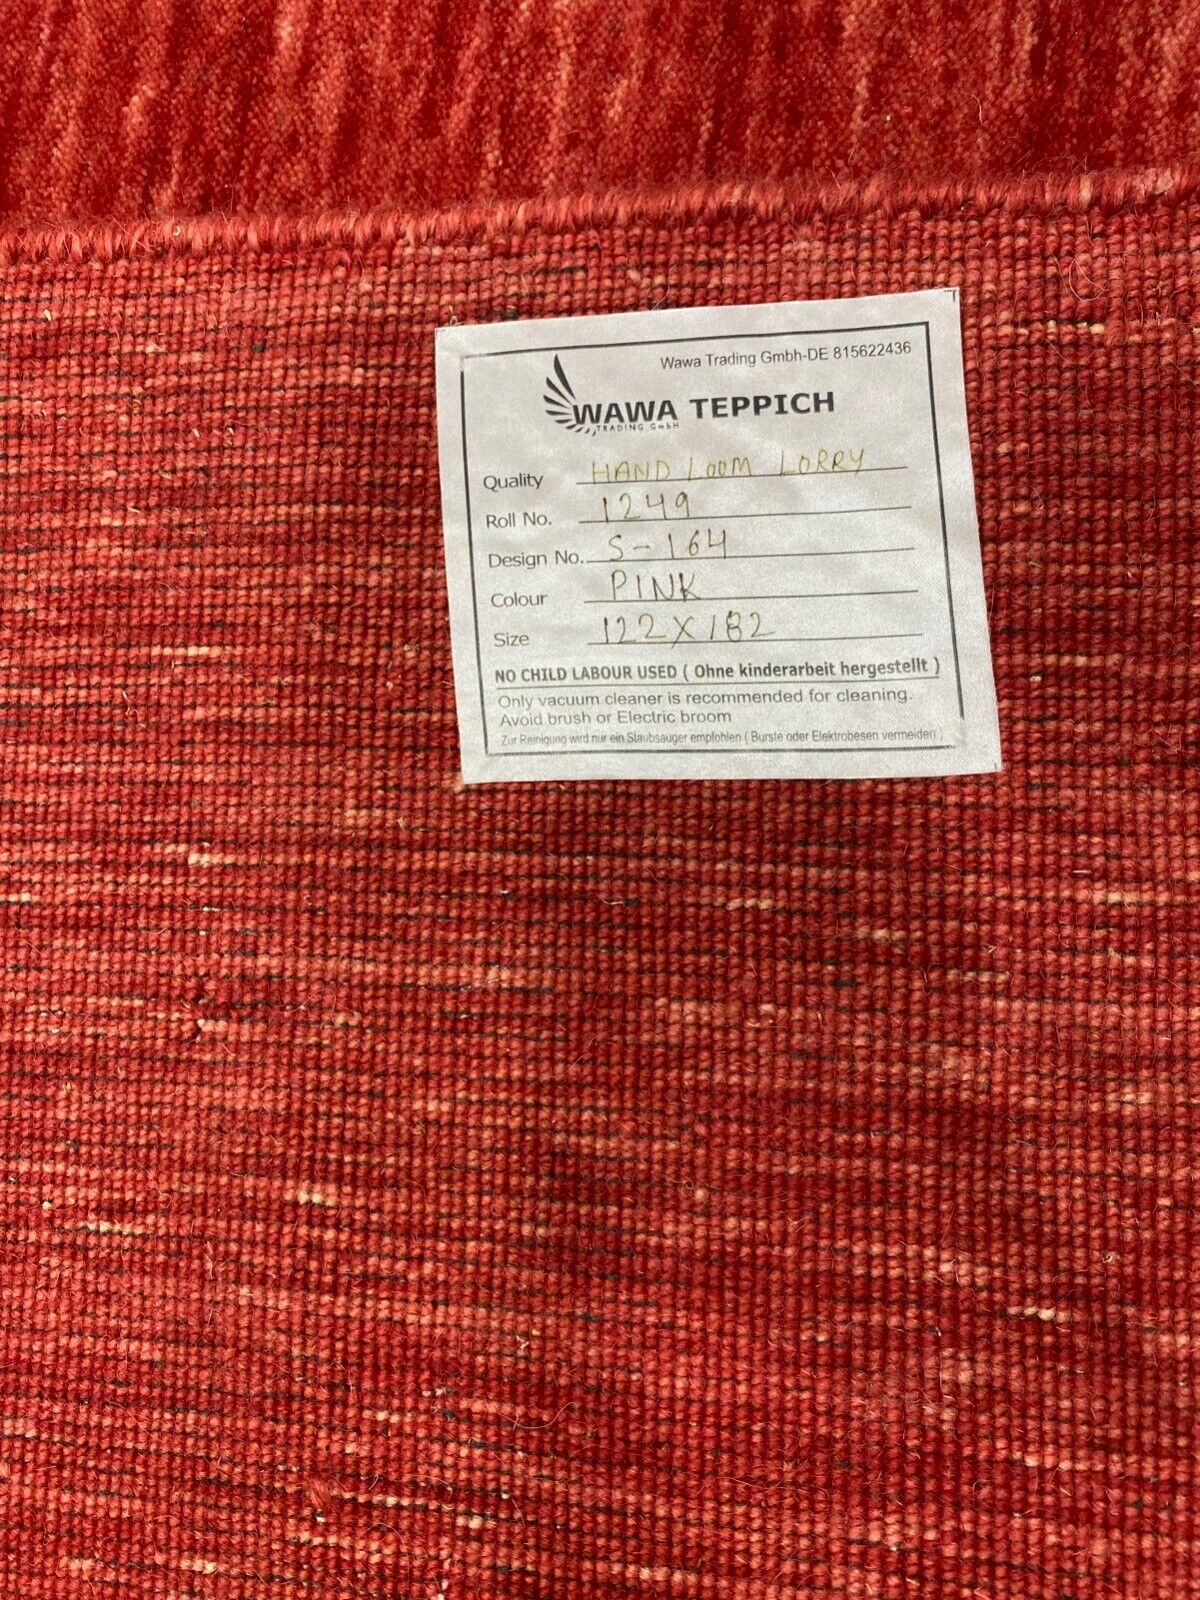 Wawa Trading Gmbh-DE 815622436
WAWA TEPPICH
TRADING GmbH
Quality HAND LOOM LORRY
Roll No. 1249
Design No. S-164
Colour PINK
Size 122X182
NO CHILD LABOUR USED ( Ohne kinderarbeit hergestellt )
Only vacuum cleaner is recommended for cleaning.
Avoid brush or Electric broom
Zur Reinigung wird nur ein Staubsauger empfohlen ( Burste oder Elektrobesen vermeiden )